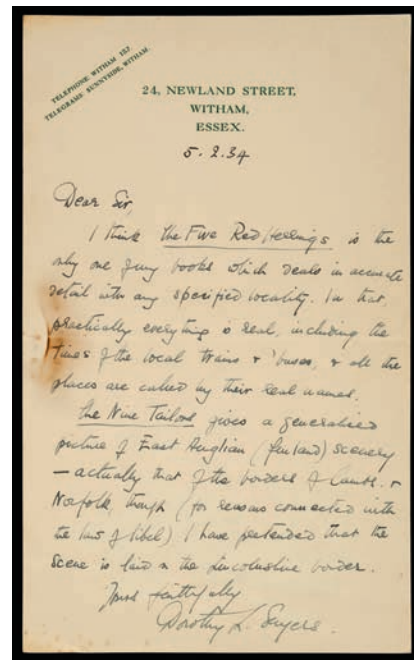 TELEPHONE WITHAM 157.
TELEGRAMS SUNNYSIDE, WITHAM.
24, NEWLAND STREET,
WITHAM,
ESSEX.
5. 2. 34
Dear Sir,
I think The Five Red Herrings is the
only one of my books which deals in accurate
detail with any specified locality. In that,
practically everything is real, including the
times of the local trains & 'buses, & all the
places are called by their real names.
The Nine Tailors gives a generalised
picture of East Anglian (fenland) scenery
— actually that of the borders of Cambs. &
Norfolk, though (for reasons connected with
the law of libel) I have pretended that the
scene is laid on the Lincolnshire border.
Yours faithfully
Dorothy L. Sayers.